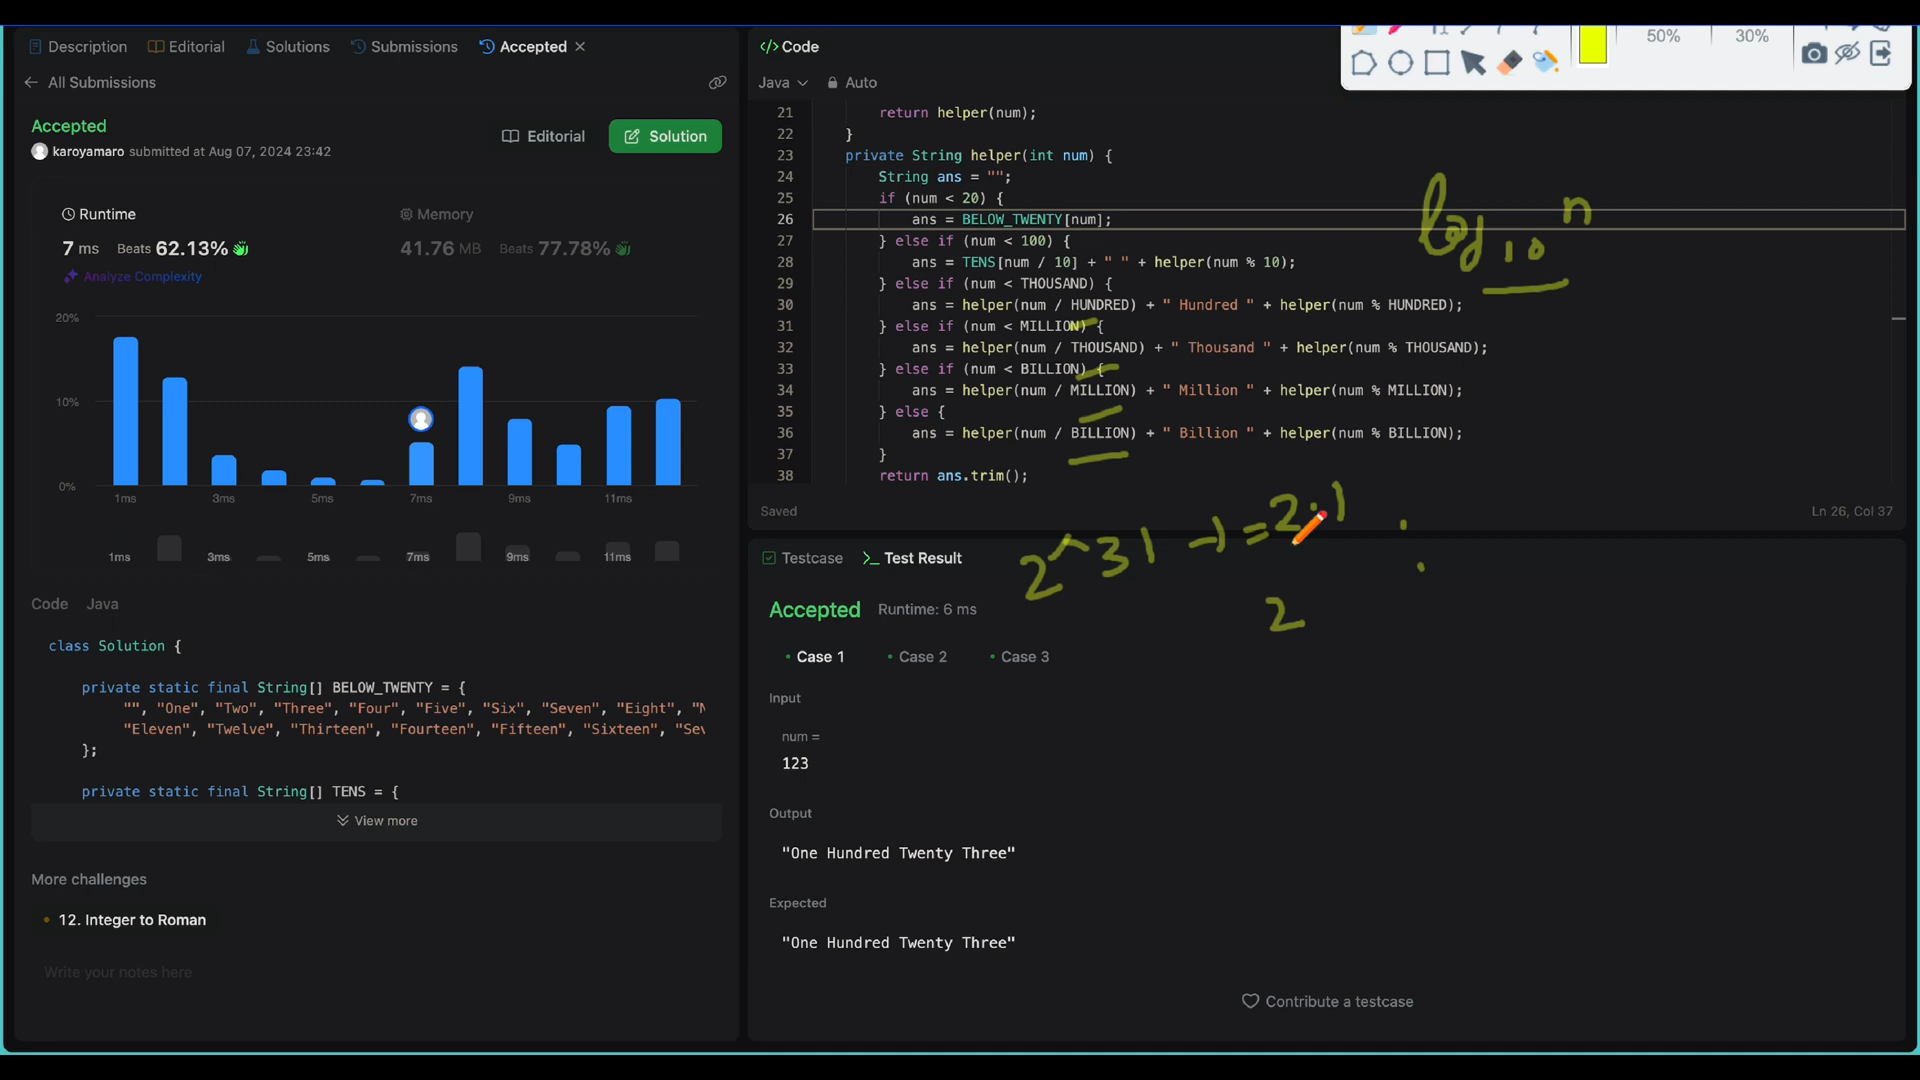 Description Editorial Solutions Submissions Accepted
All Submissions
Accepted
karoyamaro submitted at Aug 07, 2024 23:42
Editorial Solution
Runtime
7 ms Beats 62.13%
Analyze Complexity
Memory
41.76 MB Beats 77.78%
20%
10%
0%
1ms 3ms 5ms 7ms 9ms 11ms
1ms 3ms 5ms 7ms 9ms 11ms
Code Java
class Solution {
private static final String[] BELOW_TWENTY = {
"", "One", "Two", "Three", "Four", "Five", "Six", "Seven", "Eight",
"Eleven", "Twelve", "Thirteen", "Fourteen", "Fifteen", "Sixteen",
};
private static final String[] TENS = {
View more
More challenges
12. Integer to Roman
Write your notes here
Code
Java Auto
50% 30%
21 return helper(num);
22 }
23 private String helper(int num) {
24 String ans = "";
25 if (num < 20) {
26 ans = BELOW_TWENTY[num];
27 } else if (num < 100) {
28 ans = TENS[num / 10] + " " + helper(num % 10);
29 } else if (num < THOUSAND) {
30 ans = helper(num / HUNDRED) + " Hundred " + helper(num % HUNDRED);
31 } else if (num < MILLION) {
32 ans = helper(num / THOUSAND) + " Thousand " + helper(num % THOUSAND);
33 } else if (num < BILLION) {
34 ans = helper(num / MILLION) + " Million " + helper(num % MILLION);
35 } else {
36 ans = helper(num / BILLION) + " Billion " + helper(num % BILLION);
37 }
38 return ans.trim();
log 10 n
Saved
Ln 26, Col 37
2^31 -1 = 2.1
2
Testcase Test Result
Accepted Runtime: 6 ms
Case 1 Case 2 Case 3
Input
num =
123
Output
"One Hundred Twenty Three"
Expected
"One Hundred Twenty Three"
Contribute a testcase